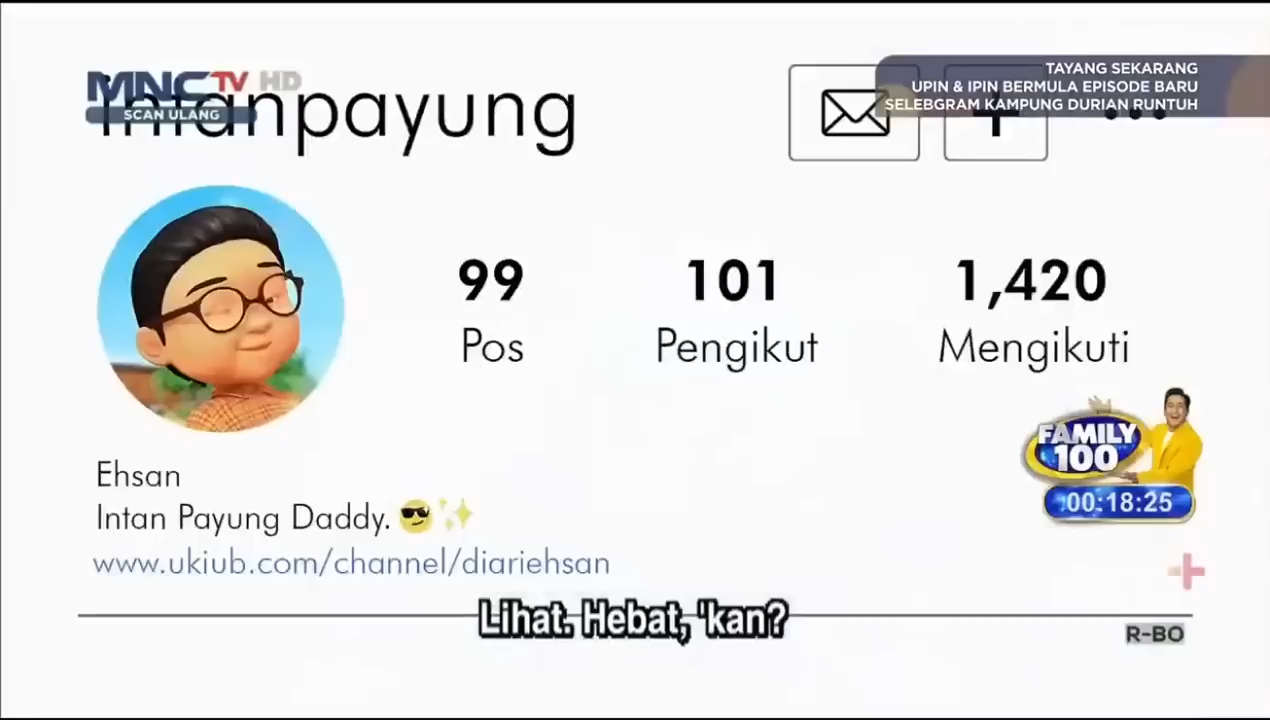 MNCTV HD
SCAN ULANG
intanpayung
TAYANG SEKARANG
UPIN & IPIN BERMULA EPISODE BARU
SELEBGRAM KAMPUNG DURIAN RUNTUH
99
Pos
101
Pengikut
1,420
Mengikuti
FAMILY
100
00:18:25
Ehsan
Intan Payung Daddy. 😎✨
www.ukiub.com/channel/diariehsan
Lihat. Hebat, 'kan?
R-BO